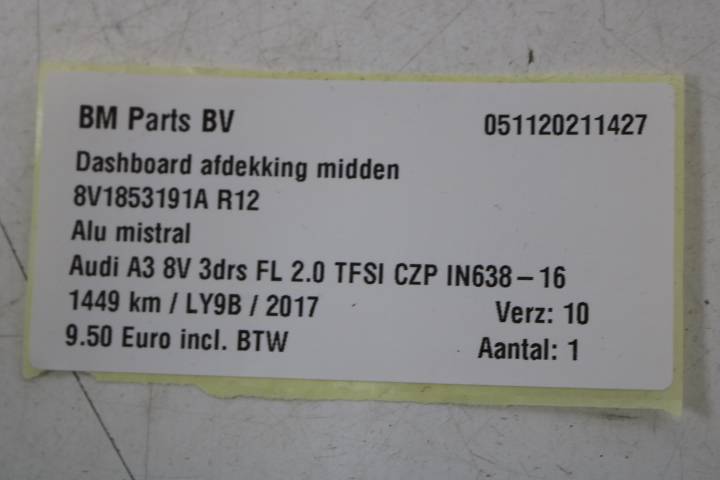 BM Parts BV 051120211427
Dashboard afdekking midden
8V1853191A R12
Alu mistral
Audi A3 8V 3drs FL 2.0 TFSI CZP IN638-16
1449 km / LY9B / 2017 Verz: 10
9.50 Euro incl. BTW Aantal: 1